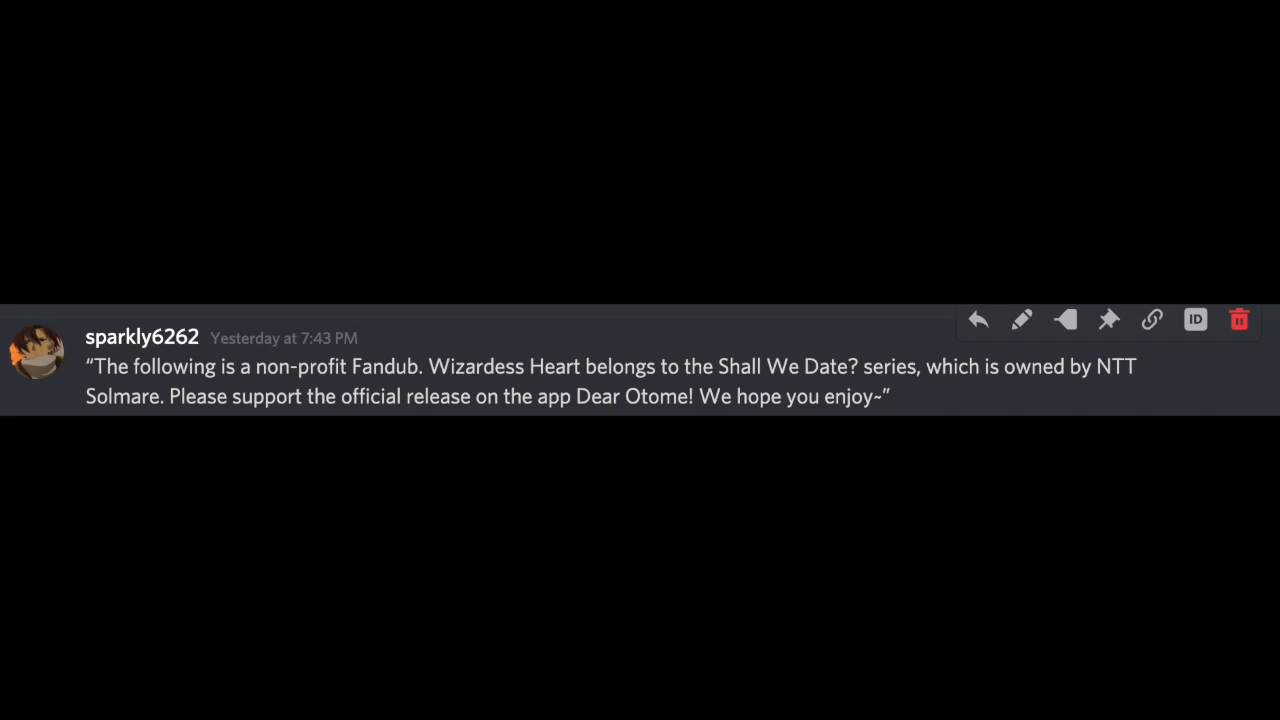 sparkly6262 Yesterday at 7:43 PM
“The following is a non-profit Fandub. Wizardess Heart belongs to the Shall We Date? series, which is owned by NTT
Solmare. Please support the official release on the app Dear Otome! We hope you enjoy~”
ID